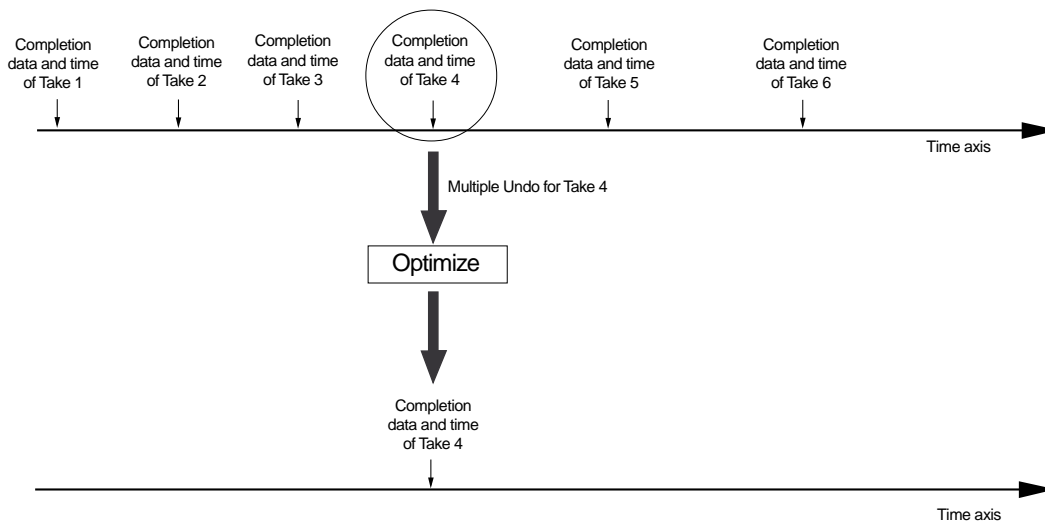 Completion
data and time
of Take 1
Completion
data and time
of Take 2
Completion
data and time
of Take 3
Completion
data and time
of Take 4
Completion
data and time
of Take 5
Completion
data and time
of Take 6
Time axis
Multiple Undo for Take 4
Optimize
Completion
data and time
of Take 4
Time axis